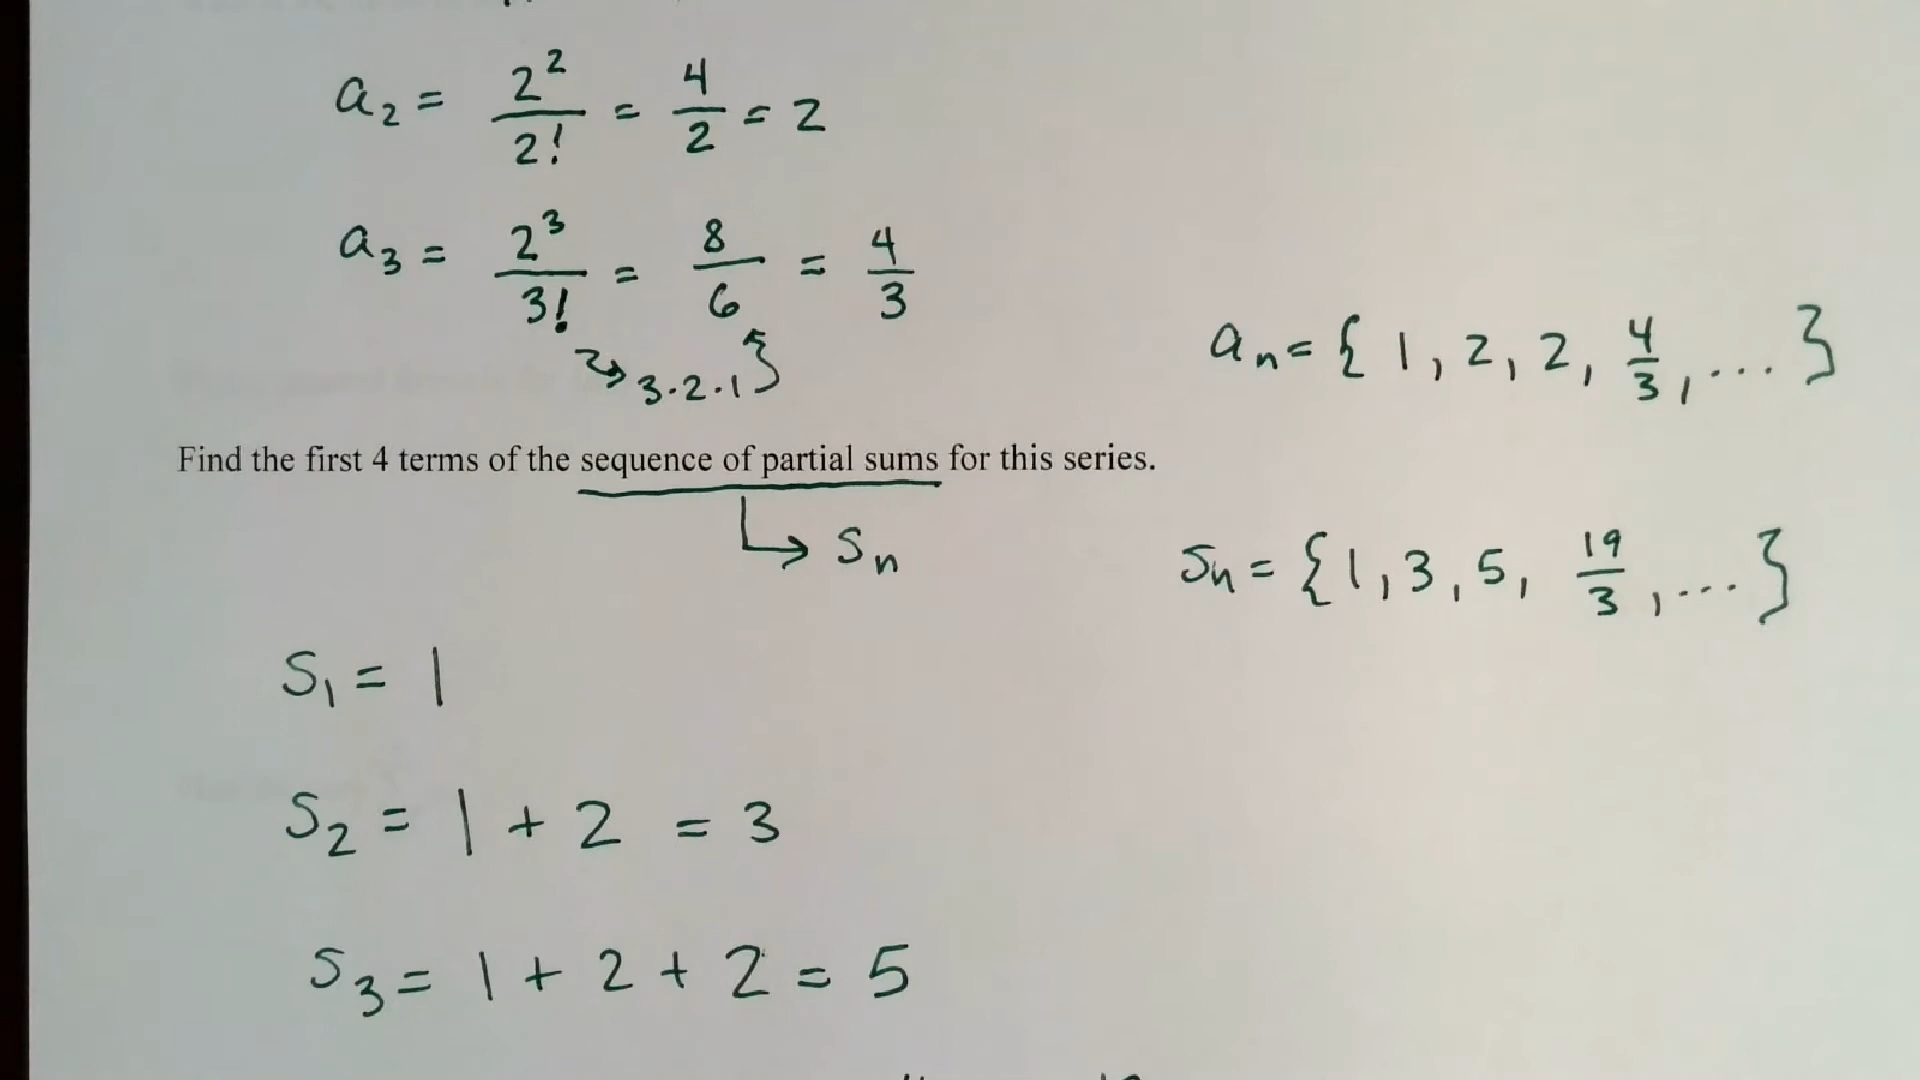 a₂ = 2²/2! = 4/2 = 2
a₃ = 2³/3! = 8/6 = 4/3
3·2·1
aₙ = { 1, 2, 2, 4/3, ... }
Find the first 4 terms of the sequence of partial sums for this series.
Sₙ
Sₙ = { 1, 3, 5, 19/3, ... }
S₁ = 1
S₂ = 1 + 2 = 3
S₃ = 1 + 2 + 2 = 5